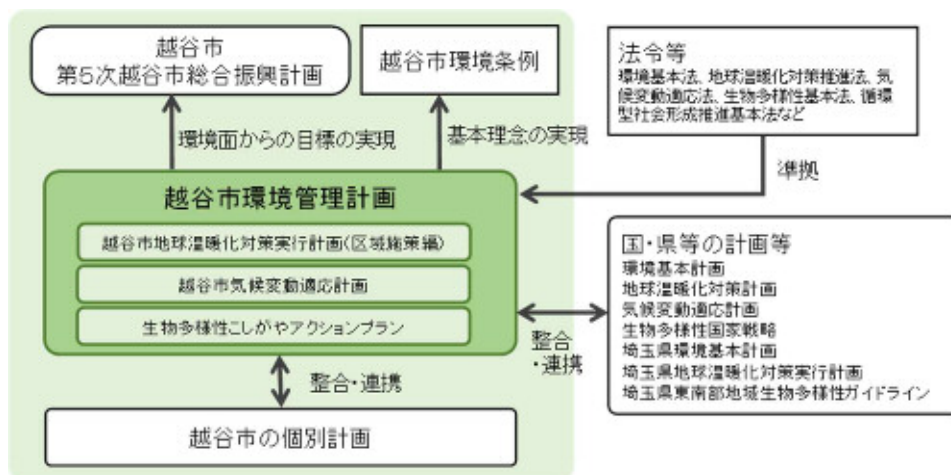 越谷市
第5次越谷市総合振興計画
越谷市環境条例
法令等
環境基本法、地球温暖化対策推進法、気
候変動適応法、生物多様性基本法、循環
型社会形成推進基本法など
環境面からの目標の実現
基本理念の実現
準拠
越谷市環境管理計画
越谷市地球温暖化対策実行計画(区域施策編)
越谷市気候変動適応計画
生物多様性こしがやアクションプラン
国・県等の計画等
環境基本計画
地球温暖化対策計画
気候変動適応計画
生物多様性国家戦略
埼玉県環境基本計画
埼玉県地球温暖化対策実行計画
埼玉県東南部地域生物多様性ガイドライン
整合
・連携
整合・連携
越谷市の個別計画